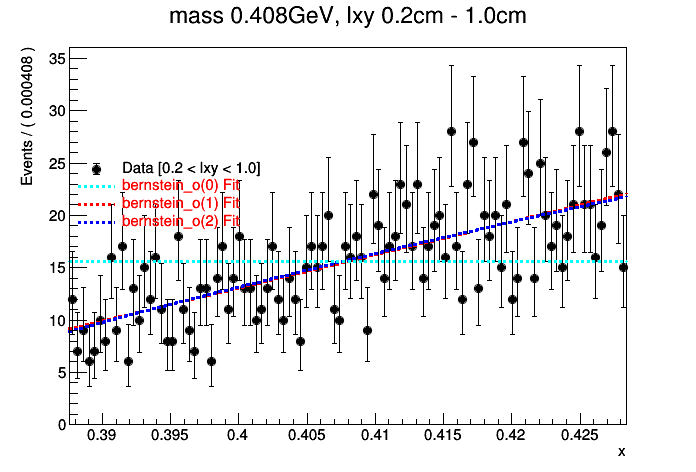 mass 0.408GeV, lxy 0.2cm - 1.0cm
Events / ( 0.000408 )
35
30
25
20
15
10
5
0
Data [0.2 < lxy < 1.0]
bernstein_o(0) Fit
bernstein_o(1) Fit
bernstein_o(2) Fit
0.39 0.395 0.4 0.405 0.41 0.415 0.42 0.425
x